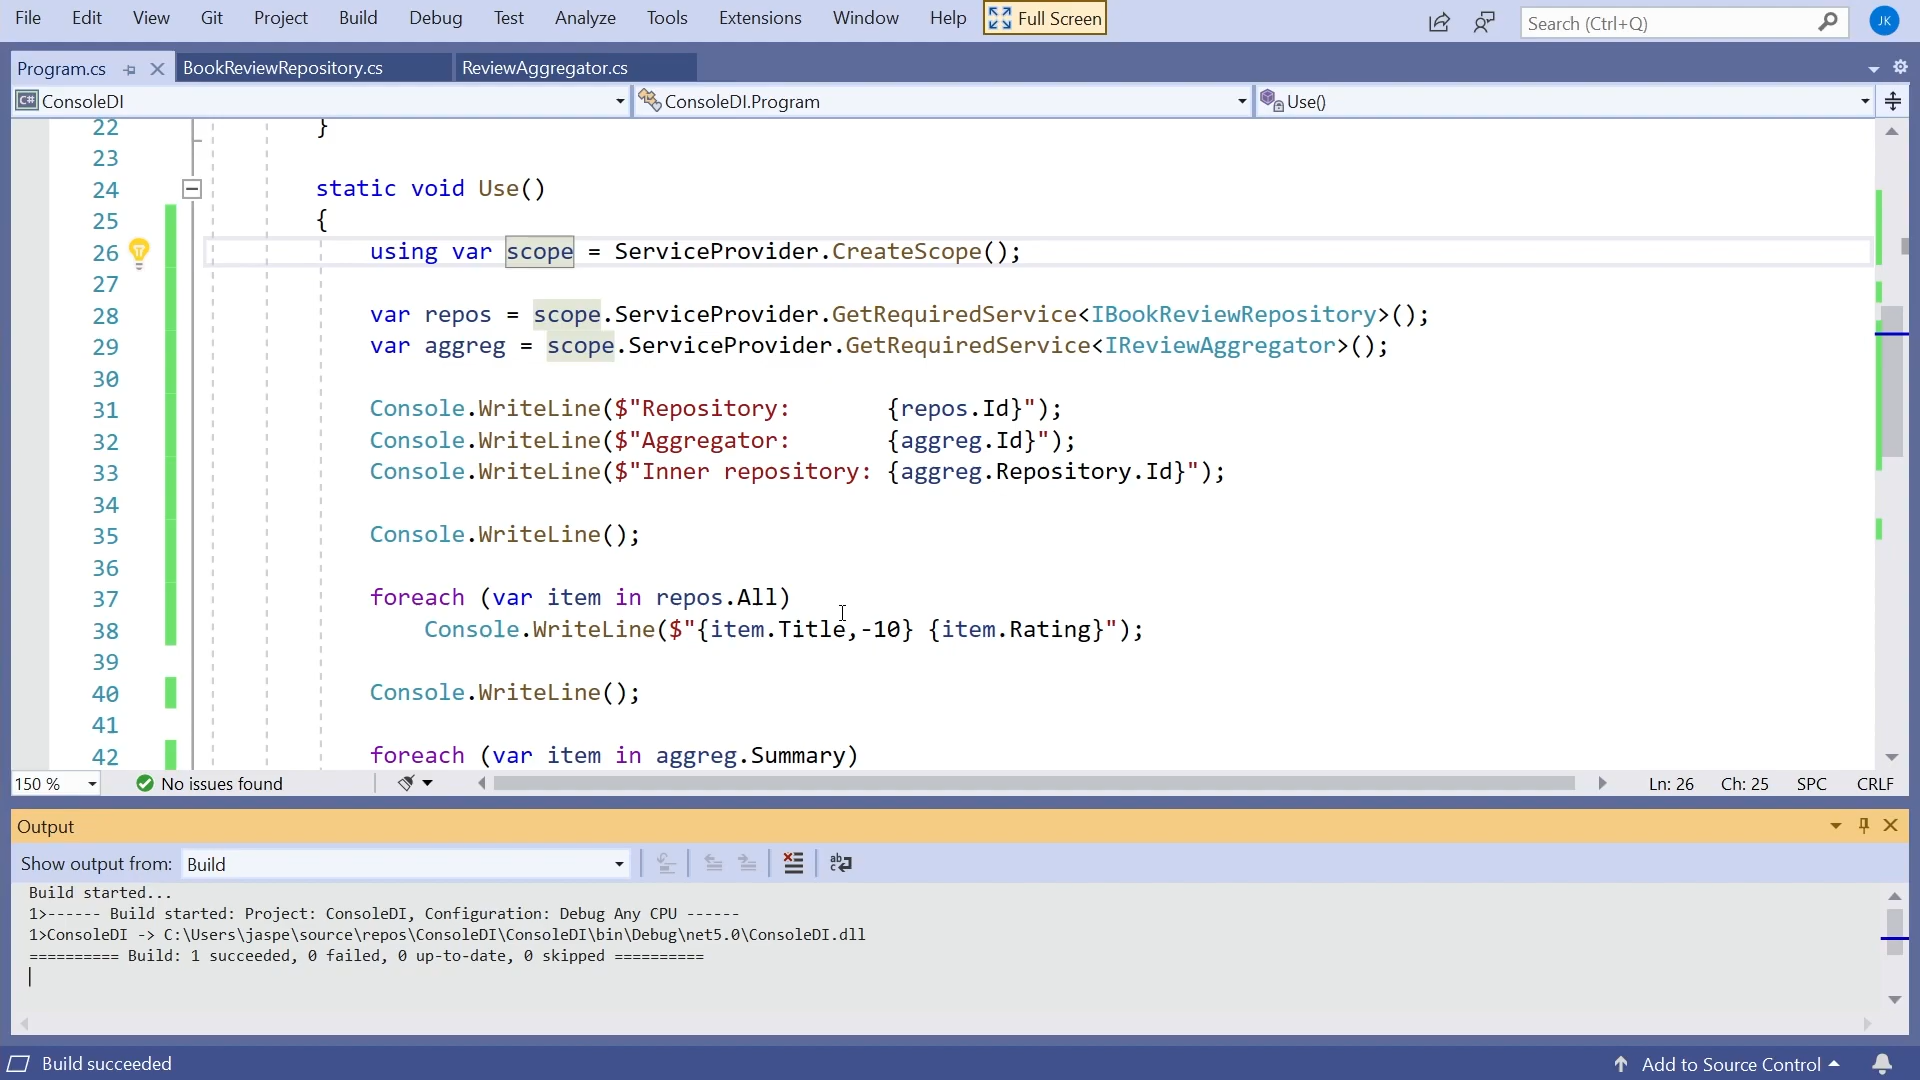 File Edit View Git Project Build Debug Test Analyze Tools Extensions Window Help Full Screen Search (Ctrl+Q) JK
Program.cs BookReviewRepository.cs ReviewAggregator.cs
C# ConsoleDI ConsoleDI.Program Use()
22 }
23
24 static void Use()
25 {
26 using var scope = ServiceProvider.CreateScope();
27
28 var repos = scope.ServiceProvider.GetRequiredService<IBookReviewRepository>();
29 var aggreg = scope.ServiceProvider.GetRequiredService<IReviewAggregator>();
30
31 Console.WriteLine($"Repository:       {repos.Id}");
32 Console.WriteLine($"Aggregator:       {aggreg.Id}");
33 Console.WriteLine($"Inner repository: {aggreg.Repository.Id}");
34
35 Console.WriteLine();
36
37 foreach (var item in repos.All)
38 Console.WriteLine($"{item.Title,-10} {item.Rating}");
39
40 Console.WriteLine();
41
42 foreach (var item in aggreg.Summary)
150 % No issues found Ln: 26 Ch: 25 SPC CRLF
Output
Show output from: Build
Build started...
1>------ Build started: Project: ConsoleDI, Configuration: Debug Any CPU ------
1>ConsoleDI -> C:\Users\jaspe\source\repos\ConsoleDI\ConsoleDI\bin\Debug\net5.0\ConsoleDI.dll
========== Build: 1 succeeded, 0 failed, 0 up-to-date, 0 skipped ==========
Build succeeded Add to Source Control